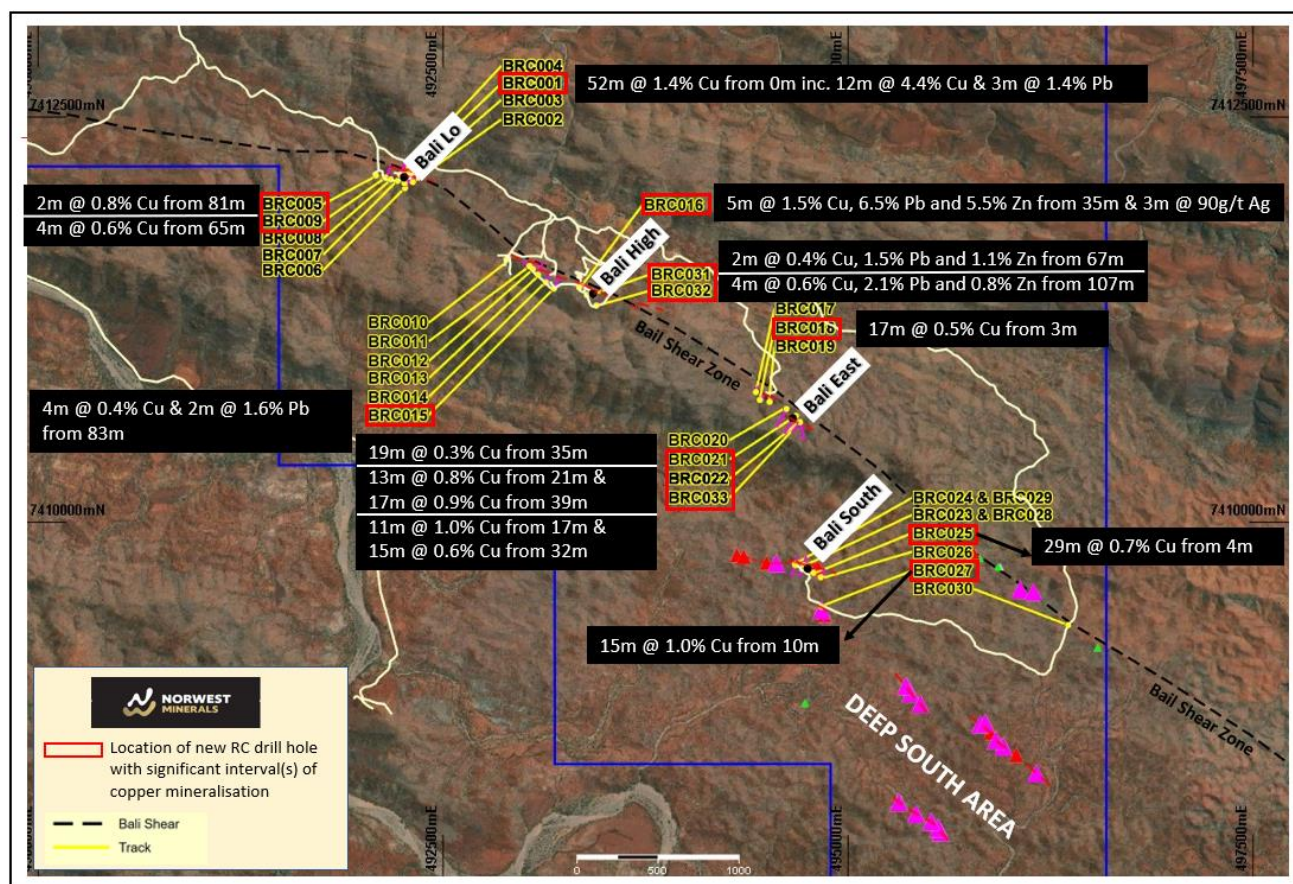 492500mE
495000mE
497500mE
7412500mN
7412500mN
BRC004
BRC001
BRC003
BRC002
52m @ 1.4% Cu from 0m inc. 12m @ 4.4% Cu & 3m @ 1.4% Pb
Bali Lo
2m @ 0.8% Cu from 81m
4m @ 0.6% Cu from 65m
BRC005
BRC009
BRC008
BRC007
BRC006
BRC016
5m @ 1.5% Cu, 6.5% Pb and 5.5% Zn from 35m & 3m @ 90g/t Ag
Bali High
BRC031
BRC032
2m @ 0.4% Cu, 1.5% Pb and 1.1% Zn from 67m
4m @ 0.6% Cu, 2.1% Pb and 0.8% Zn from 107m
BRC017
BRC018
BRC019
17m @ 0.5% Cu from 3m
Bail Shear Zone
BRC010
BRC011
BRC012
BRC013
BRC014
BRC015
4m @ 0.4% Cu & 2m @ 1.6% Pb
from 83m
Bali East
19m @ 0.3% Cu from 35m
13m @ 0.8% Cu from 21m &
17m @ 0.9% Cu from 39m
11m @ 1.0% Cu from 17m &
15m @ 0.6% Cu from 32m
BRC020
BRC021
BRC022
BRC033
7410000mN
7410000mN
Bali South
BRC024 & BRC029
BRC023 & BRC028
BRC025
BRC026
BRC027
BRC030
29m @ 0.7% Cu from 4m
15m @ 1.0% Cu from 10m
Bail Shear Zone
DEEP SOUTH AREA
NORWEST
MINERALS
Location of new RC drill hole
with significant interval(s) of
copper mineralisation
Bali Shear
Track
492500mE
495000mE
497500mE
0
500
1000